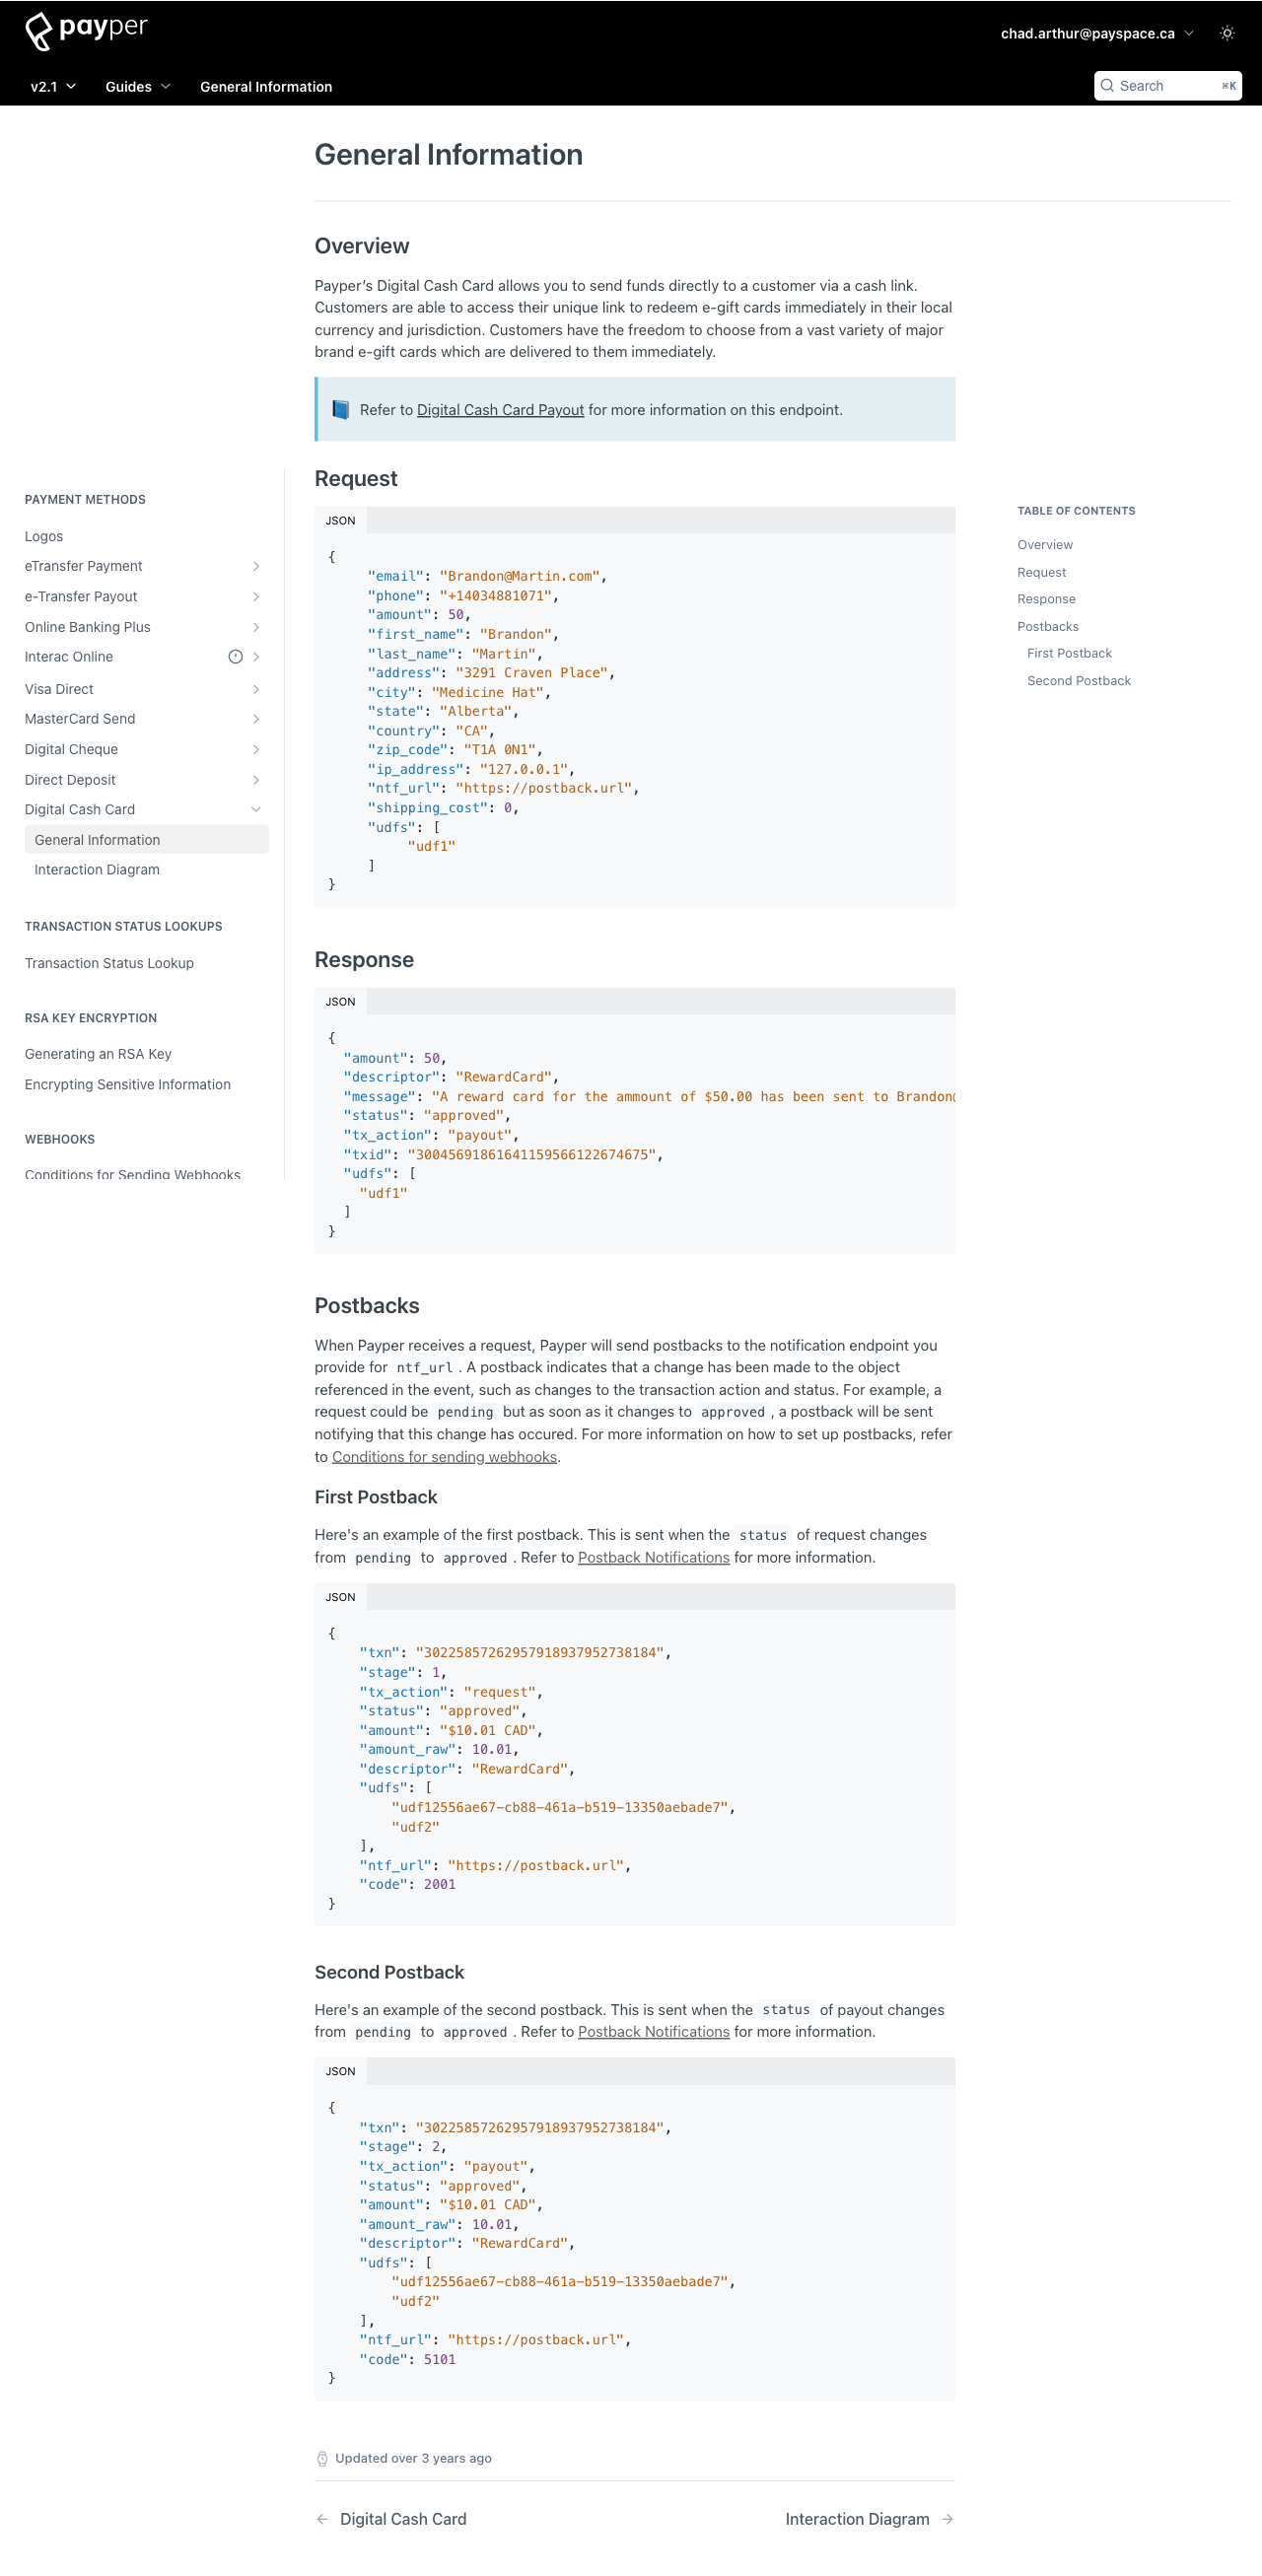 payper
chad.arthur@payspace.ca
v2.1
Guides
General Information
Search
⌘K
General Information
Overview
Payper’s Digital Cash Card allows you to send funds directly to a customer via a cash link.
Customers are able to access their unique link to redeem e-gift cards immediately in their local
currency and jurisdiction. Customers have the freedom to choose from a vast variety of major
brand e-gift cards which are delivered to them immediately.
Refer to Digital Cash Card Payout for more information on this endpoint.
PAYMENT METHODS
Logos
eTransfer Payment
e-Transfer Payout
Online Banking Plus
Interac Online
Visa Direct
MasterCard Send
Digital Cheque
Direct Deposit
Digital Cash Card
General Information
Interaction Diagram
TRANSACTION STATUS LOOKUPS
Transaction Status Lookup
RSA KEY ENCRYPTION
Generating an RSA Key
Encrypting Sensitive Information
WEBHOOKS
Conditions for Sending Webhooks
Request
JSON
{
"email": "Brandon@Martin.com",
"phone": "+14034881071",
"amount": 50,
"first_name": "Brandon",
"last_name": "Martin",
"address": "3291 Craven Place",
"city": "Medicine Hat",
"state": "Alberta",
"country": "CA",
"zip_code": "T1A 0N1",
"ip_address": "127.0.0.1",
"ntf_url": "https://postback.url",
"shipping_cost": 0,
"udfs": [
"udf1"
]
}
TABLE OF CONTENTS
Overview
Request
Response
Postbacks
First Postback
Second Postback
Response
JSON
{
"amount": 50,
"descriptor": "RewardCard",
"message": "A reward card for the ammount of $50.00 has been sent to Brandon@
"status": "approved",
"tx_action": "payout",
"txid": "30045691861641159566122674675",
"udfs": [
"udf1"
]
}
Postbacks
When Payper receives a request, Payper will send postbacks to the notification endpoint you
provide for ntf_url. A postback indicates that a change has been made to the object
referenced in the event, such as changes to the transaction action and status. For example, a
request could be pending but as soon as it changes to approved, a postback will be sent
notifying that this change has occured. For more information on how to set up postbacks, refer
to Conditions for sending webhooks.
First Postback
Here's an example of the first postback. This is sent when the status of request changes
from pending to approved. Refer to Postback Notifications for more information.
JSON
{
"txn": "30225857262957918937952738184",
"stage": 1,
"tx_action": "request",
"status": "approved",
"amount": "$10.01 CAD",
"amount_raw": 10.01,
"descriptor": "RewardCard",
"udfs": [
"udf12556ae67-cb88-461a-b519-13350aebade7",
"udf2"
],
"ntf_url": "https://postback.url",
"code": 2001
}
Second Postback
Here's an example of the second postback. This is sent when the status of payout changes
from pending to approved. Refer to Postback Notifications for more information.
JSON
{
"txn": "30225857262957918937952738184",
"stage": 2,
"tx_action": "payout",
"status": "approved",
"amount": "$10.01 CAD",
"amount_raw": 10.01,
"descriptor": "RewardCard",
"udfs": [
"udf12556ae67-cb88-461a-b519-13350aebade7",
"udf2"
],
"ntf_url": "https://postback.url",
"code": 5101
}
Updated over 3 years ago
Digital Cash Card
Interaction Diagram